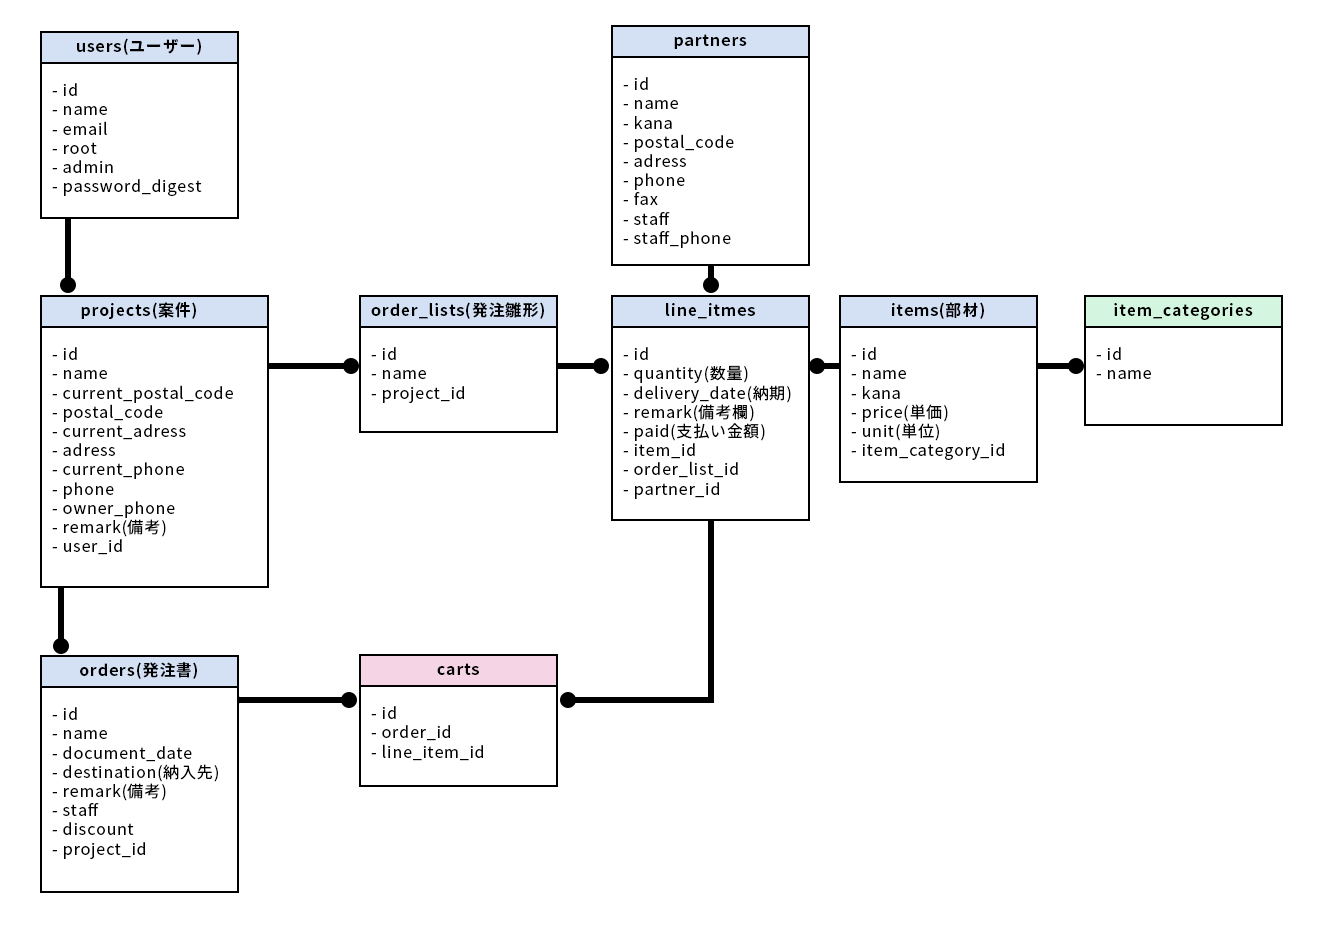 users(ユーザー)
- id
- name
- email
- root
- admin
- password_digest
partners
- id
- name
- kana
- postal_code
- adress
- phone
- fax
- staff
- staff_phone
projects(案件)
- id
- name
- current_postal_code
- postal_code
- current_adress
- adress
- current_phone
- phone
- owner_phone
- remark(備考)
- user_id
order_lists(発注雛形)
- id
- name
- project_id
line_itmes
- id
- quantity(数量)
- delivery_date(納期)
- remark(備考欄)
- paid(支払い金額)
- item_id
- order_list_id
- partner_id
items(部材)
- id
- name
- kana
- price(単価)
- unit(単位)
- item_category_id
item_categories
- id
- name
orders(発注書)
- id
- name
- document_date
- destination(納入先)
- remark(備考)
- staff
- discount
- project_id
carts
- id
- order_id
- line_item_id